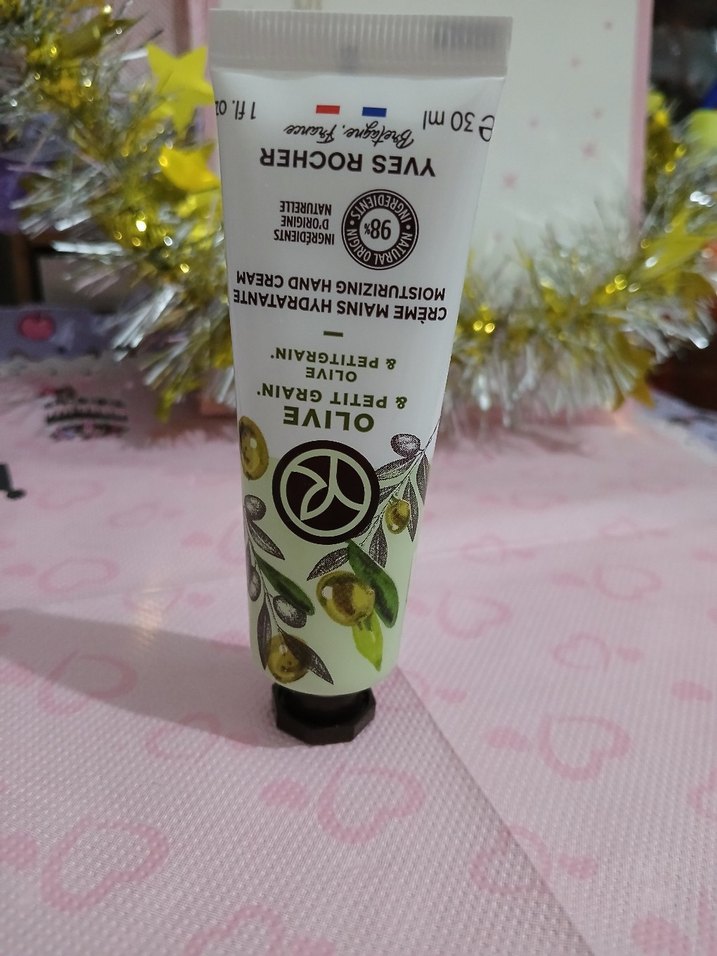 OLIVE
& PETIT GRAIN.
OLIVE
& PETITGRAIN.
CRÈME MAINS HYDRATANTE
MOISTURIZING HAND CREAM
98%
NATURAL ORIGIN
INGREDIENTS
INGRÉDIENTS
D'ORIGINE
NATURELLE
YVES ROCHER
Bretagne, France
e 30 ml
1 fl. oz